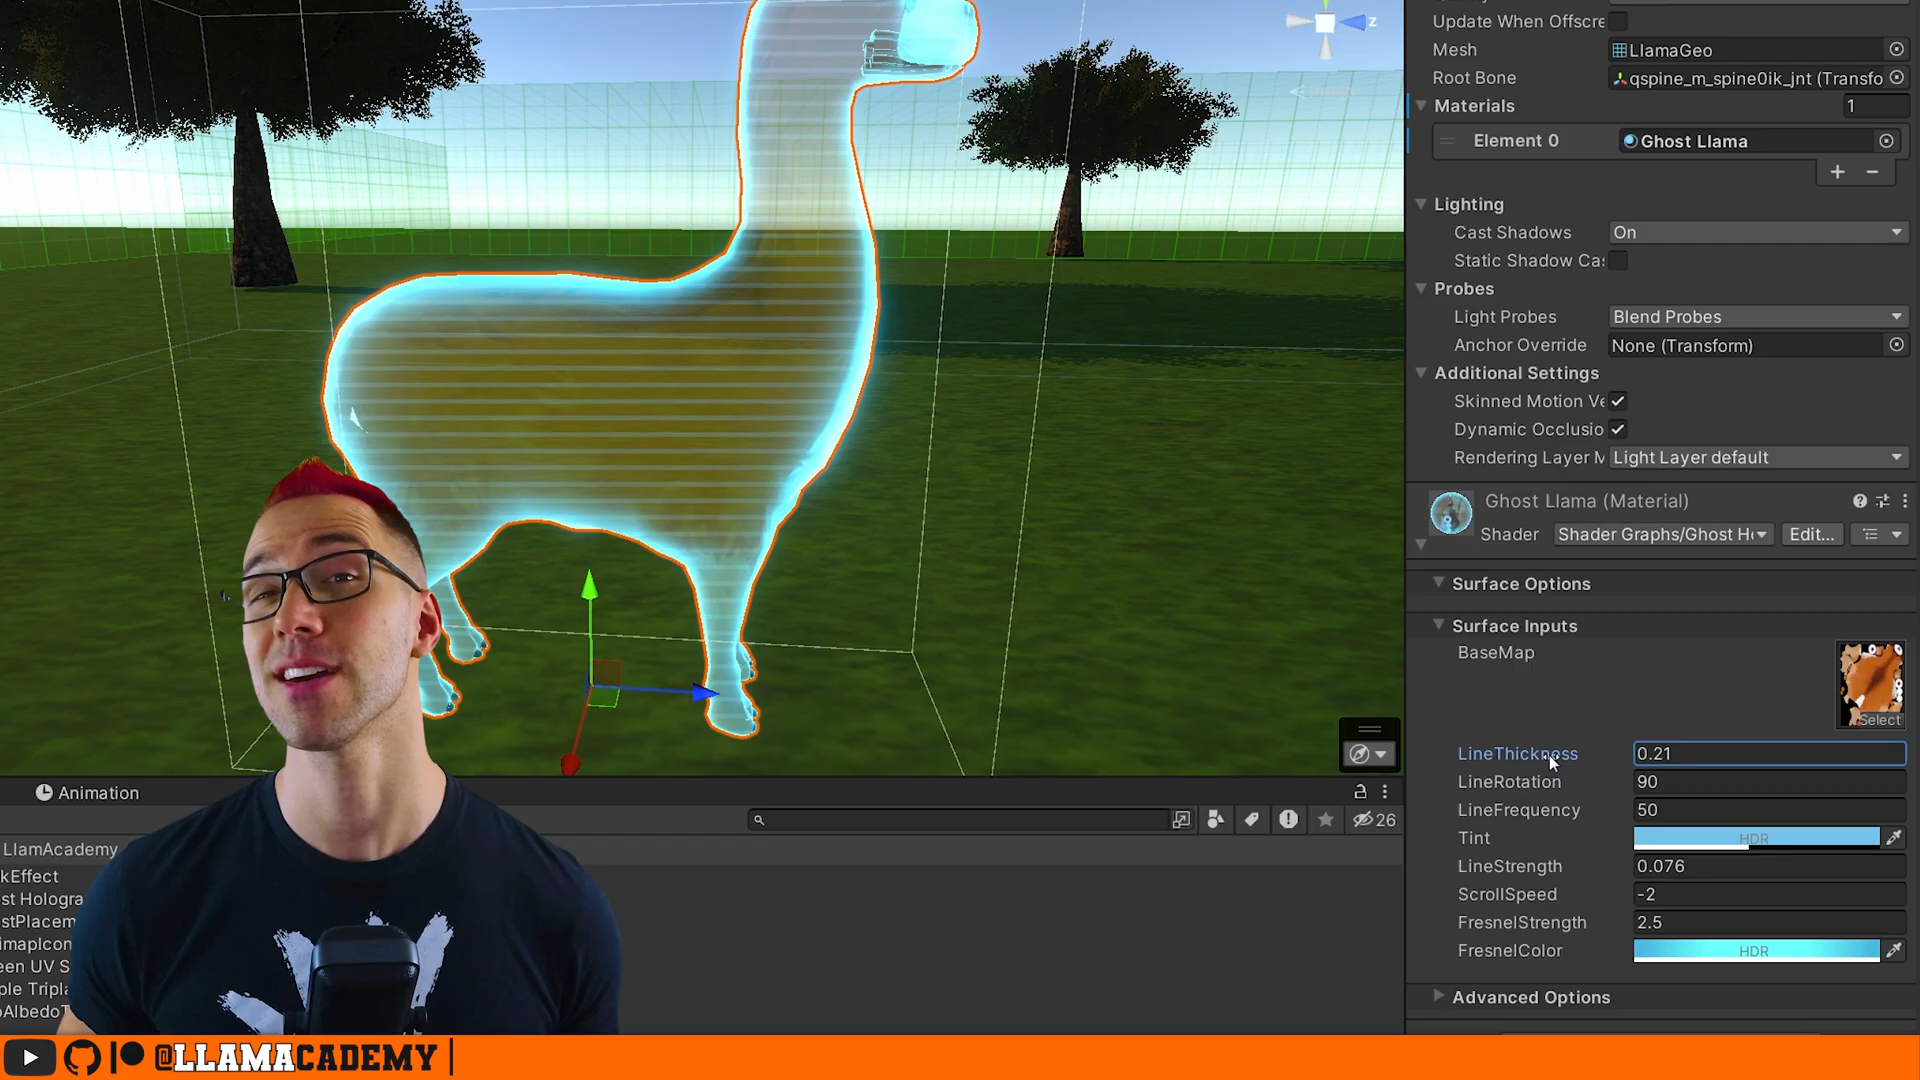 Update When Offscre
Mesh
LlamaGeo
Root Bone
qspine_m_spine0ik_jnt (Transfo
Materials
1
Element 0
Ghost Llama
+ −
Lighting
Cast Shadows
On
Static Shadow Cas
Probes
Light Probes
Blend Probes
Anchor Override
None (Transform)
Additional Settings
Skinned Motion Ve
Dynamic Occlusio
Rendering Layer M
Light Layer default
Ghost Llama (Material)
Shader
Shader Graphs/Ghost Ho
Edit...
Surface Options
Surface Inputs
BaseMap
Select
LineThickness
0.21
LineRotation
90
LineFrequency
50
Tint
HDR
LineStrength
0.076
ScrollSpeed
-2
FresnelStrength
2.5
FresnelColor
HDR
Advanced Options
z
Animation
26
LlamAcademy
kEffect
st Hologra
stPlacem
imapIcon
een UV S
ple Tripla
oAlbedoT
@LLAMACADEMY